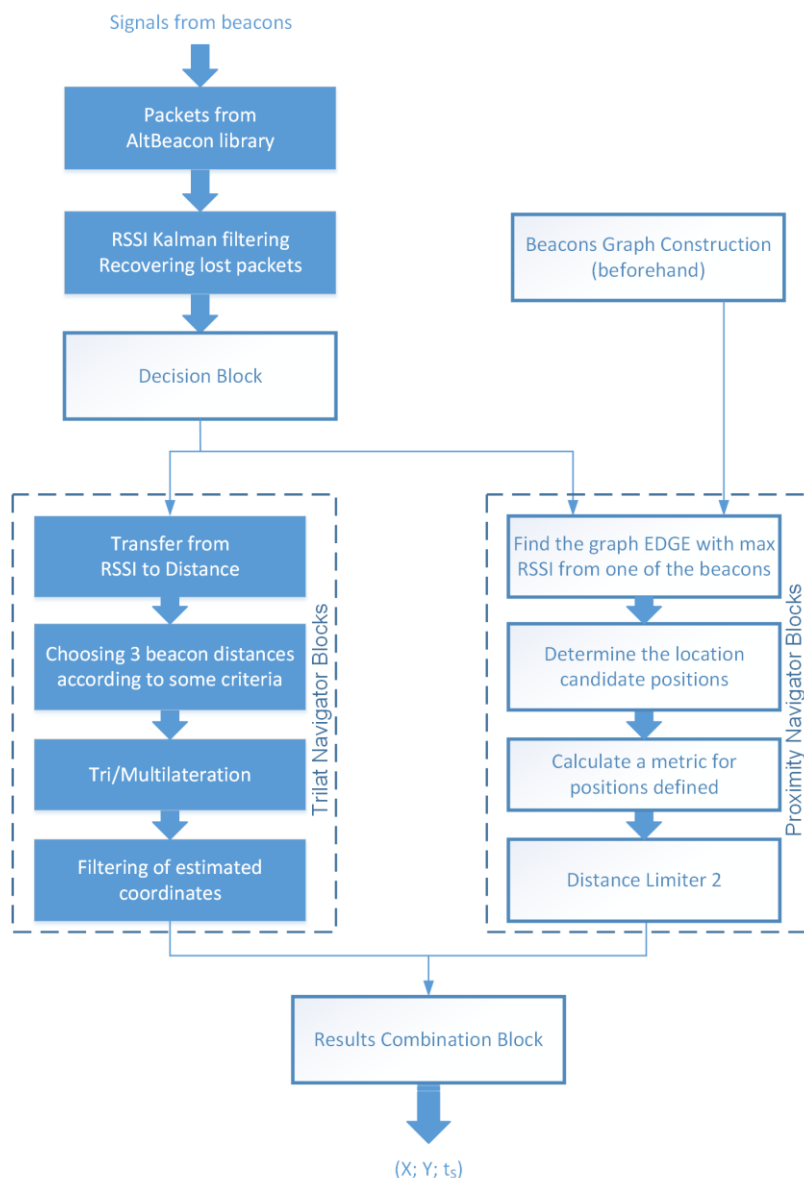 Signals from beacons
Packets from
AltBeacon library
RSSI Kalman filtering
Recovering lost packets
Beacons Graph Construction
(beforehand)
Decision Block
Transfer from
RSSI to Distance
Choosing 3 beacon distances
according to some criteria
Tri/Multilateration
Filtering of estimated
coordinates
Trilat Navigator Blocks
Find the graph EDGE with max
RSSI from one of the beacons
Determine the location
candidate positions
Calculate a metric for
positions defined
Distance Limiter 2
Proximity Navigator Blocks
Results Combination Block
(X; Y; tₛ)